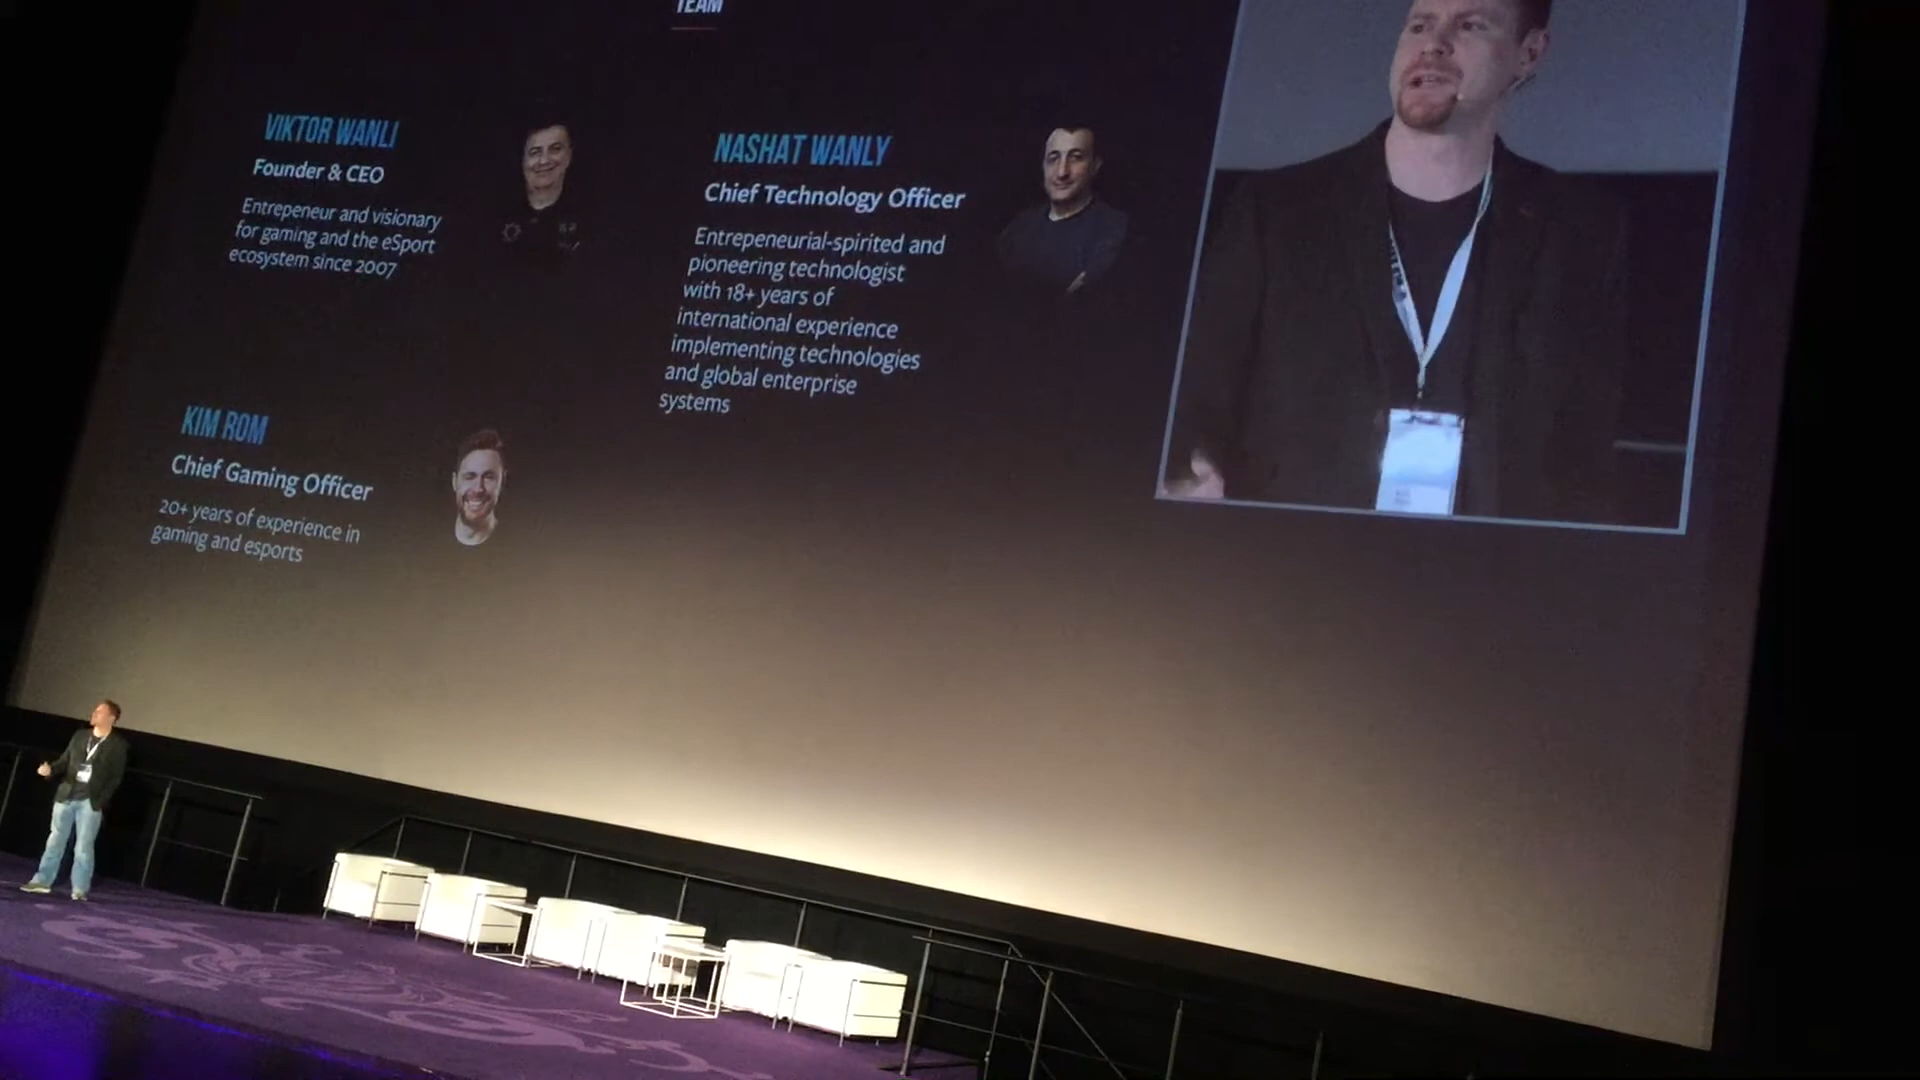 TEAM
VIKTOR WANLI
Founder & CEO
Entrepeneur and visionary
for gaming and the eSport
ecosystem since 2007
NASHAT WANLY
Chief Technology Officer
Entrepeneurial-spirited and
pioneering technologist
with 18+ years of
international experience
implementing technologies
and global enterprise
systems
KIM ROM
Chief Gaming Officer
20+ years of experience in
gaming and esports